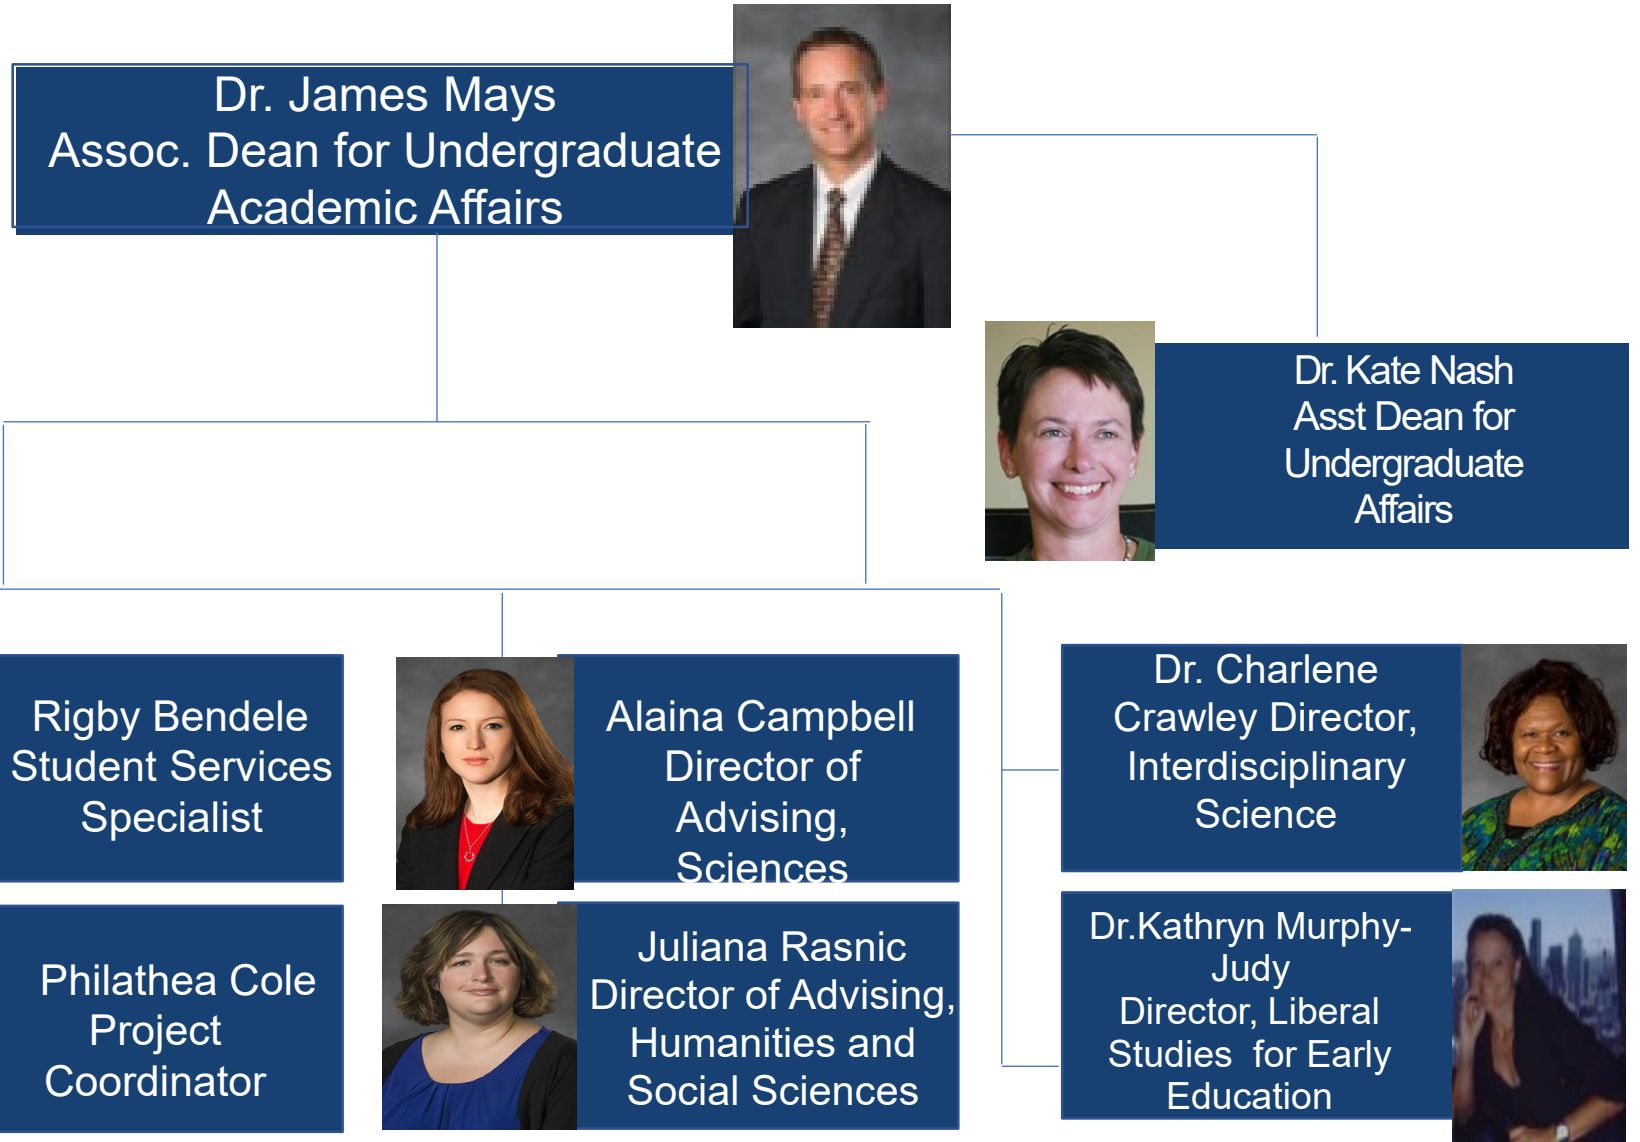 Dr. James Mays
Assoc. Dean for Undergraduate
Academic Affairs
Dr. Kate Nash
Asst Dean for
Undergraduate
Affairs
Rigby Bendele
Student Services
Specialist
Alaina Campbell
Director of
Advising,
Sciences
Dr. Charlene
Crawley Director,
Interdisciplinary
Science
Philathea Cole
Project
Coordinator
Juliana Rasnic
Director of Advising,
Humanities and
Social Sciences
Dr.Kathryn Murphy-
Judy
Director, Liberal
Studies for Early
Education